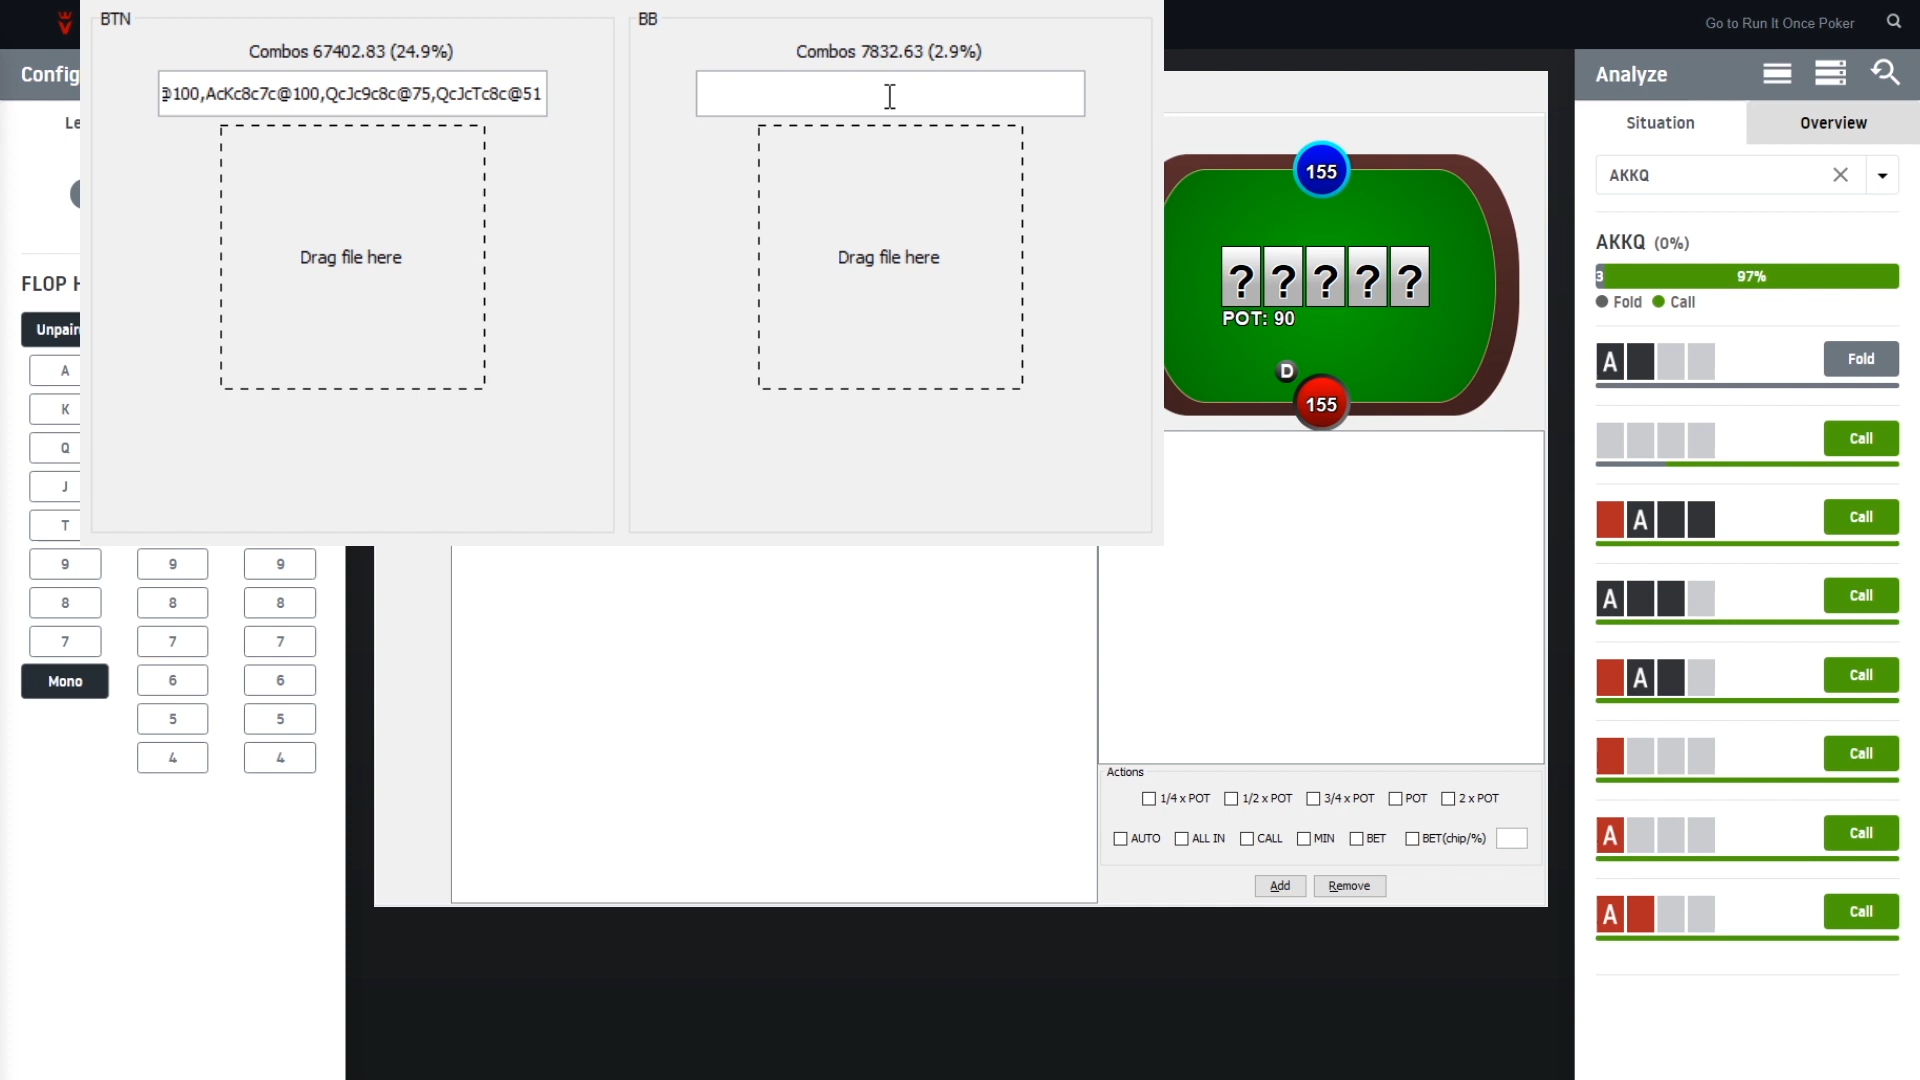 BTN
Combos 67402.83 (24.9%)
@100,AcKc8c7c@100,QcJc9c8c@75,QcJcTc8c@51
Drag file here
BB
Combos 7832.63 (2.9%)
Drag file here
Go to Run It Once Poker
Config
Le
FLOP H
Unpair
A
K
Q
J
T
9 9 9
8 8 8
7 7 7
Mono 6 6
5 5
4 4
155
? ? ? ? ?
POT: 90
D
155
Actions
1/4 x POT 1/2 x POT 3/4 x POT POT 2 x POT
AUTO ALL IN CALL MIN BET BET(chip/%)
Add Remove
Analyze
Situation Overview
AKKQ
AKKQ (0%)
3 97%
Fold Call
A Fold
Call
A Call
A Call
A Call
Call
A Call
A Call